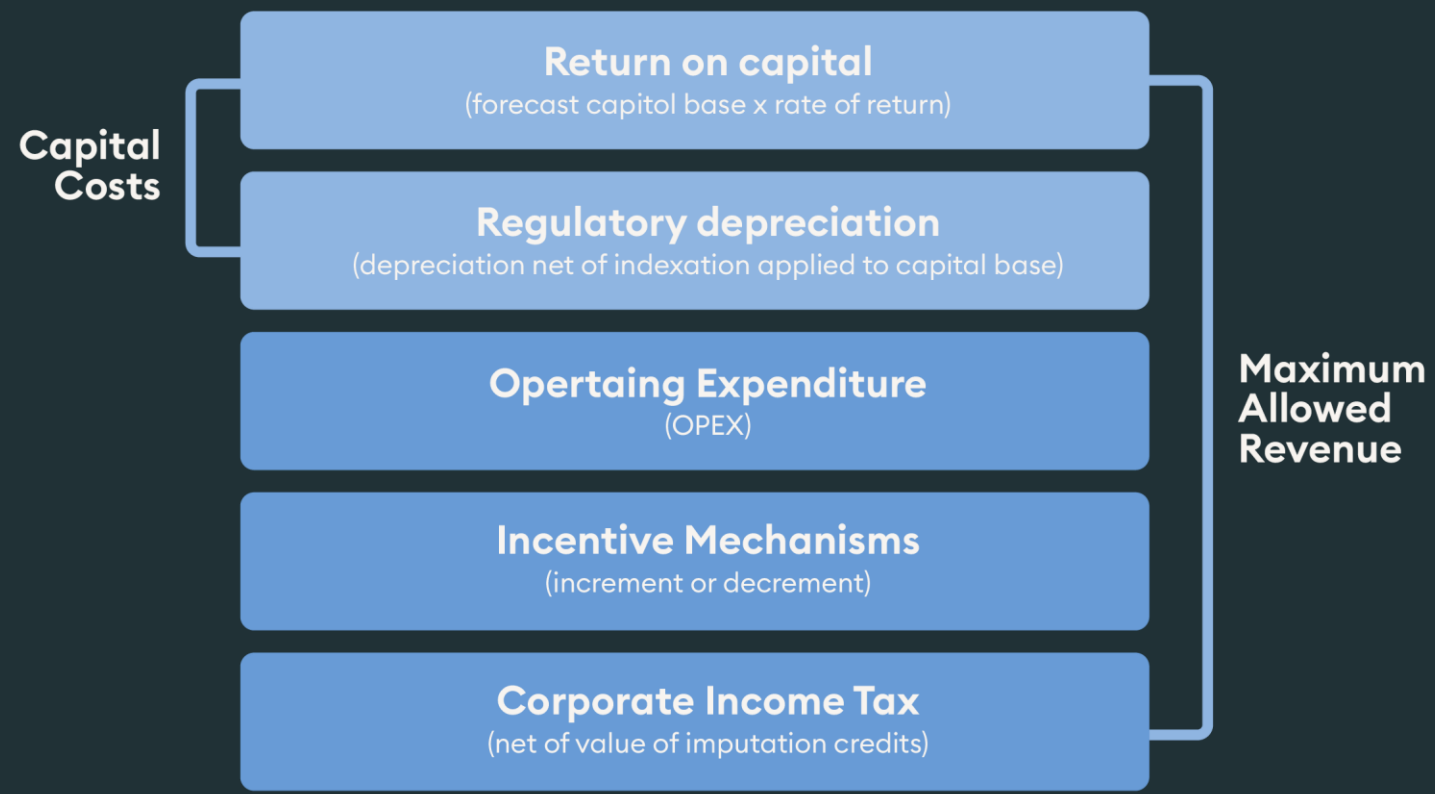 Return on capital
(forecast capitol base x rate of return)
Capital
Costs
Regulatory depreciation
(depreciation net of indexation applied to capital base)
Opertaing Expenditure
(OPEX)
Maximum
Allowed
Revenue
Incentive Mechanisms
(increment or decrement)
Corporate Income Tax
(net of value of imputation credits)